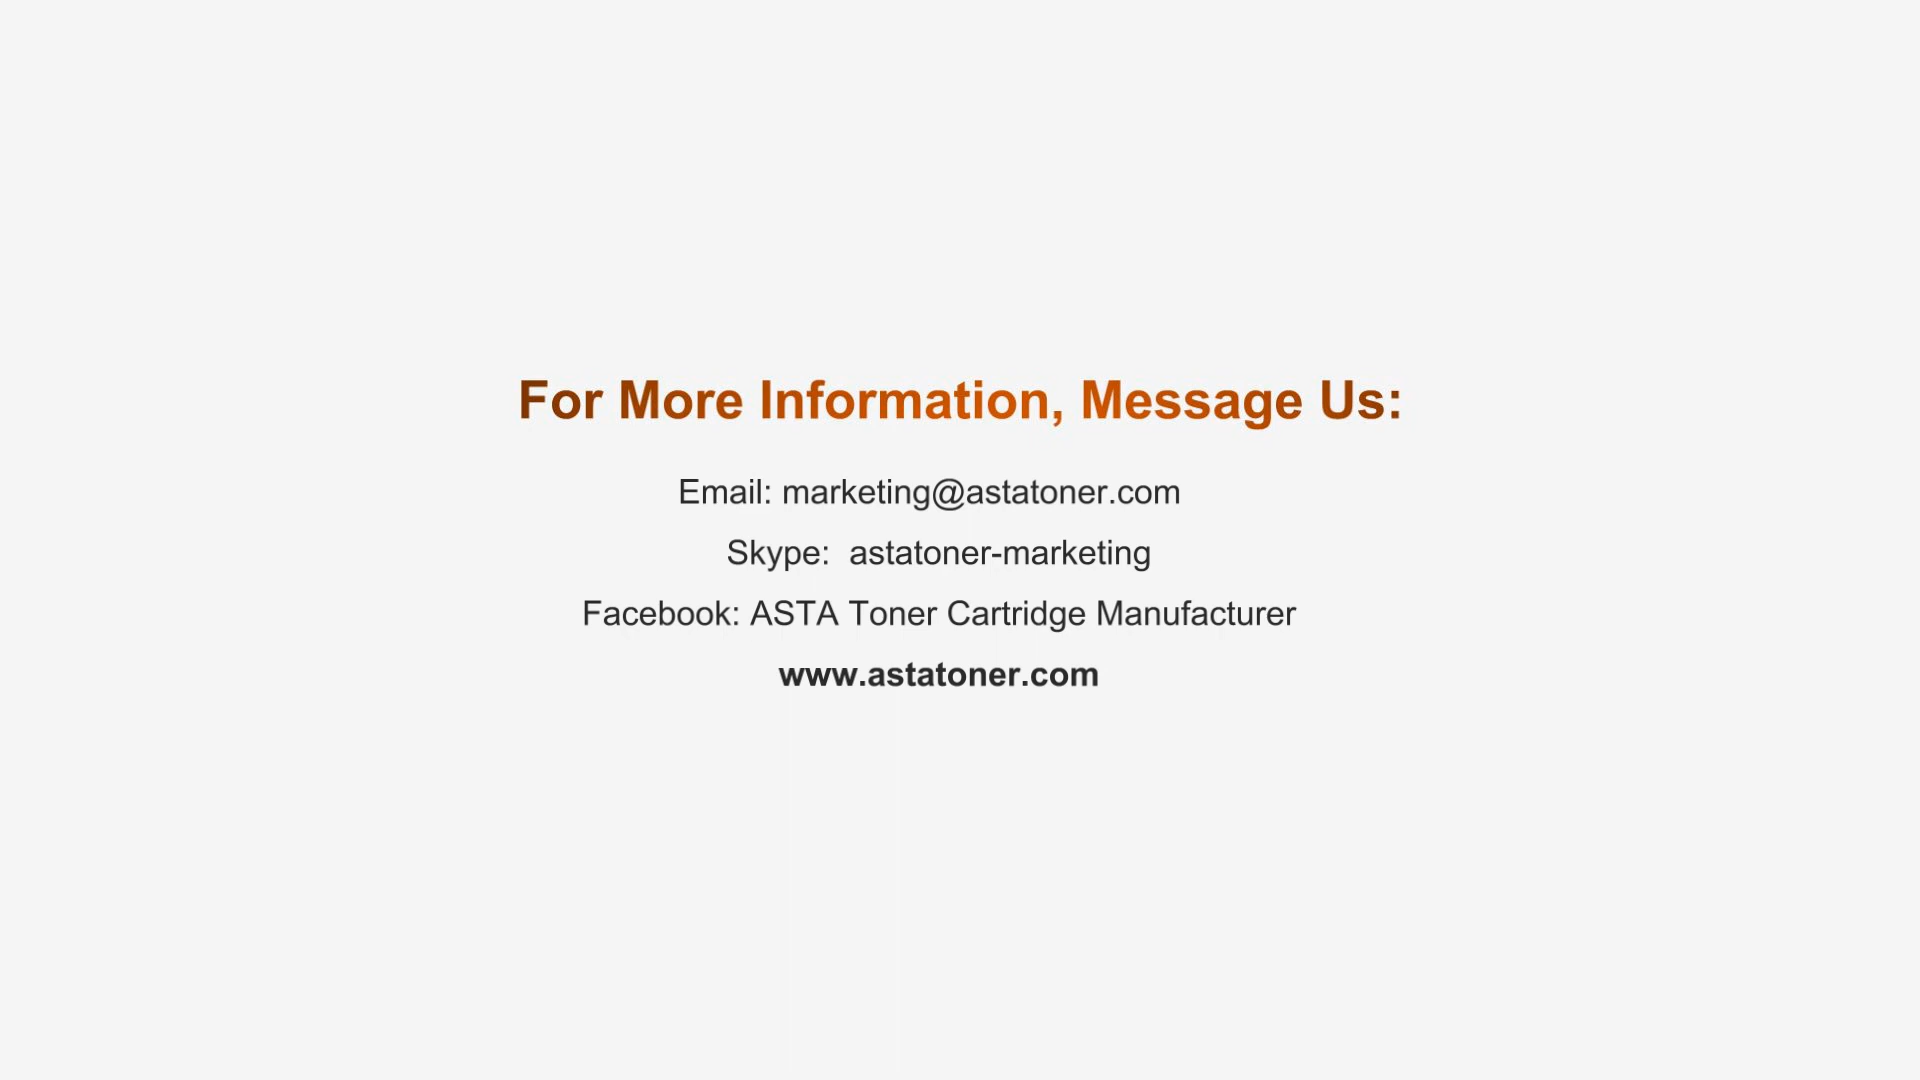 For More Information, Message Us:
Email: marketing@astatoner.com
Skype:  astatoner-marketing
Facebook: ASTA Toner Cartridge Manufacturer
www.astatoner.com